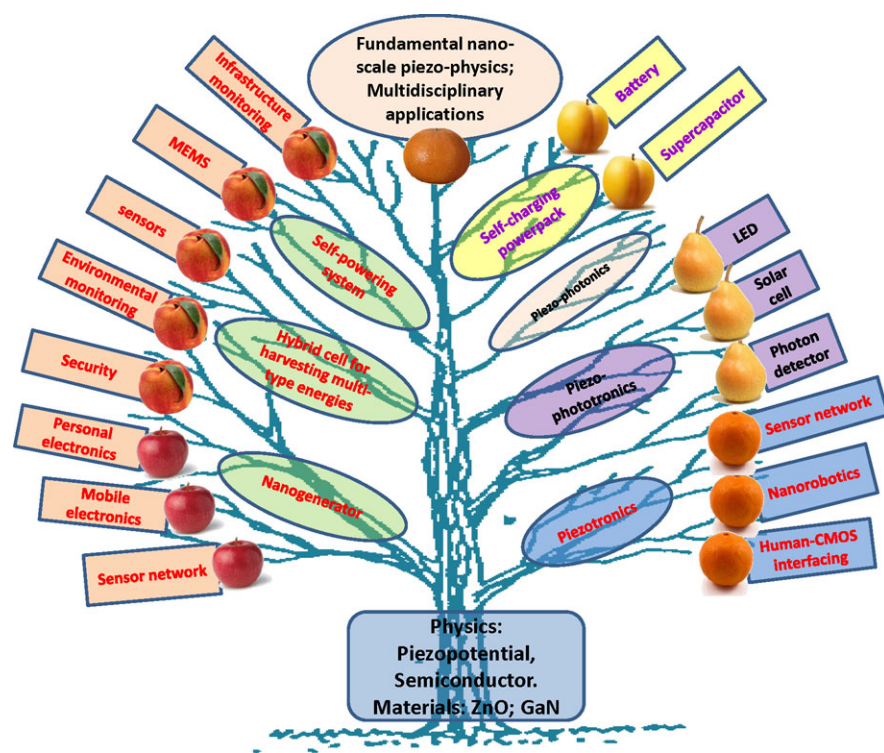 Fundamental nano-
scale piezo-physics;
Multidisciplinary
applications
Infrastructure
monitoring
MEMS
sensors
Environmental
monitoring
Security
Personal
electronics
Mobile
electronics
Sensor network
Self-powering
system
Hybrid cell for
harvesting multi-
type energies
Nanogenerator
Battery
Supercapacitor
Self-charging
powerpack
Piezo-photonics
LED
Solar
cell
Photon
detector
Piezo-
phototronics
Sensor network
Nanorobotics
Human-CMOS
interfacing
Piezotronics
Physics:
Piezopotential,
Semiconductor.
Materials: ZnO; GaN